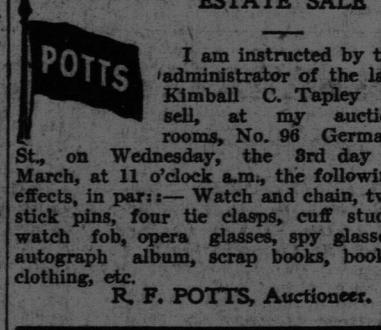 ESTATE SALE
POTTS
I am instructed by
administrator of the
Kimball C. Tapley
sell, at my
rooms, No. 96
St., on Wednesday, the 3rd day
March, at 11 o'clock a.m., the
effects, in par::— Watch and chain,
stick pins, four tie clasps, cuff
watch fob, opera glasses, spy
autograph album, scrap books,
clothing, etc.
R. F. POTTS, Auctioneer.